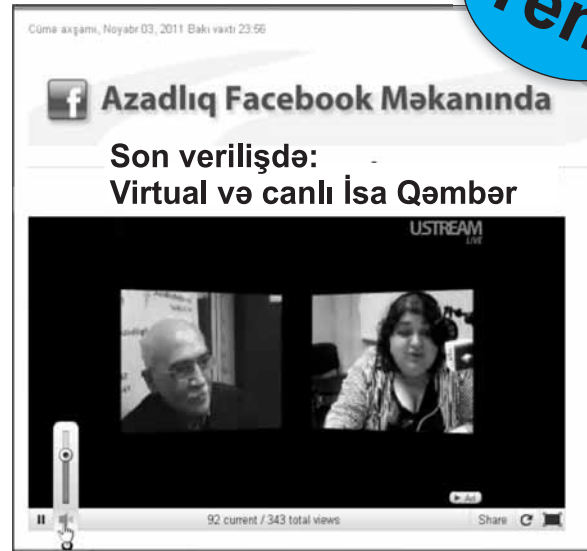 Cümə axşamı, Noyabr 03, 2011 Bakı vaxtı 23:56
f
Azadlıq Facebook Məkanında
Son verilişdə:
Virtual və canlı İsa Qəmbər
USTREAM
LIVE
Ad
92 current / 343 total views
Share